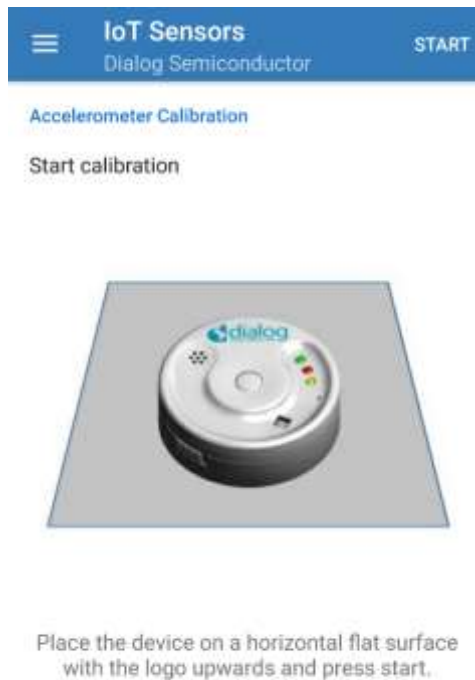 IoT Sensors
START
Dialog Semiconductor
Accelerometer Calibration
Start calibration
dialog
Place the device on a horizontal flat surface
with the logo upwards and press start.